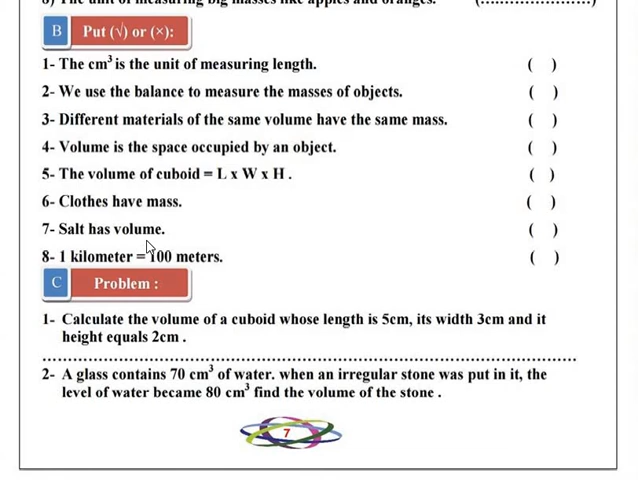 B Put (√) or (×):
1- The cm³ is the unit of measuring length. ( )
2- We use the balance to measure the masses of objects. ( )
3- Different materials of the same volume have the same mass. ( )
4- Volume is the space occupied by an object. ( )
5- The volume of cuboid = L x W x H . ( )
6- Clothes have mass. ( )
7- Salt has volume. ( )
8- 1 kilometer = 100 meters. ( )
C Problem :
1- Calculate the volume of a cuboid whose length is 5cm, its width 3cm and it
height equals 2cm .
2- A glass contains 70 cm³ of water. when an irregular stone was put in it, the
level of water became 80 cm³ find the volume of the stone .
7